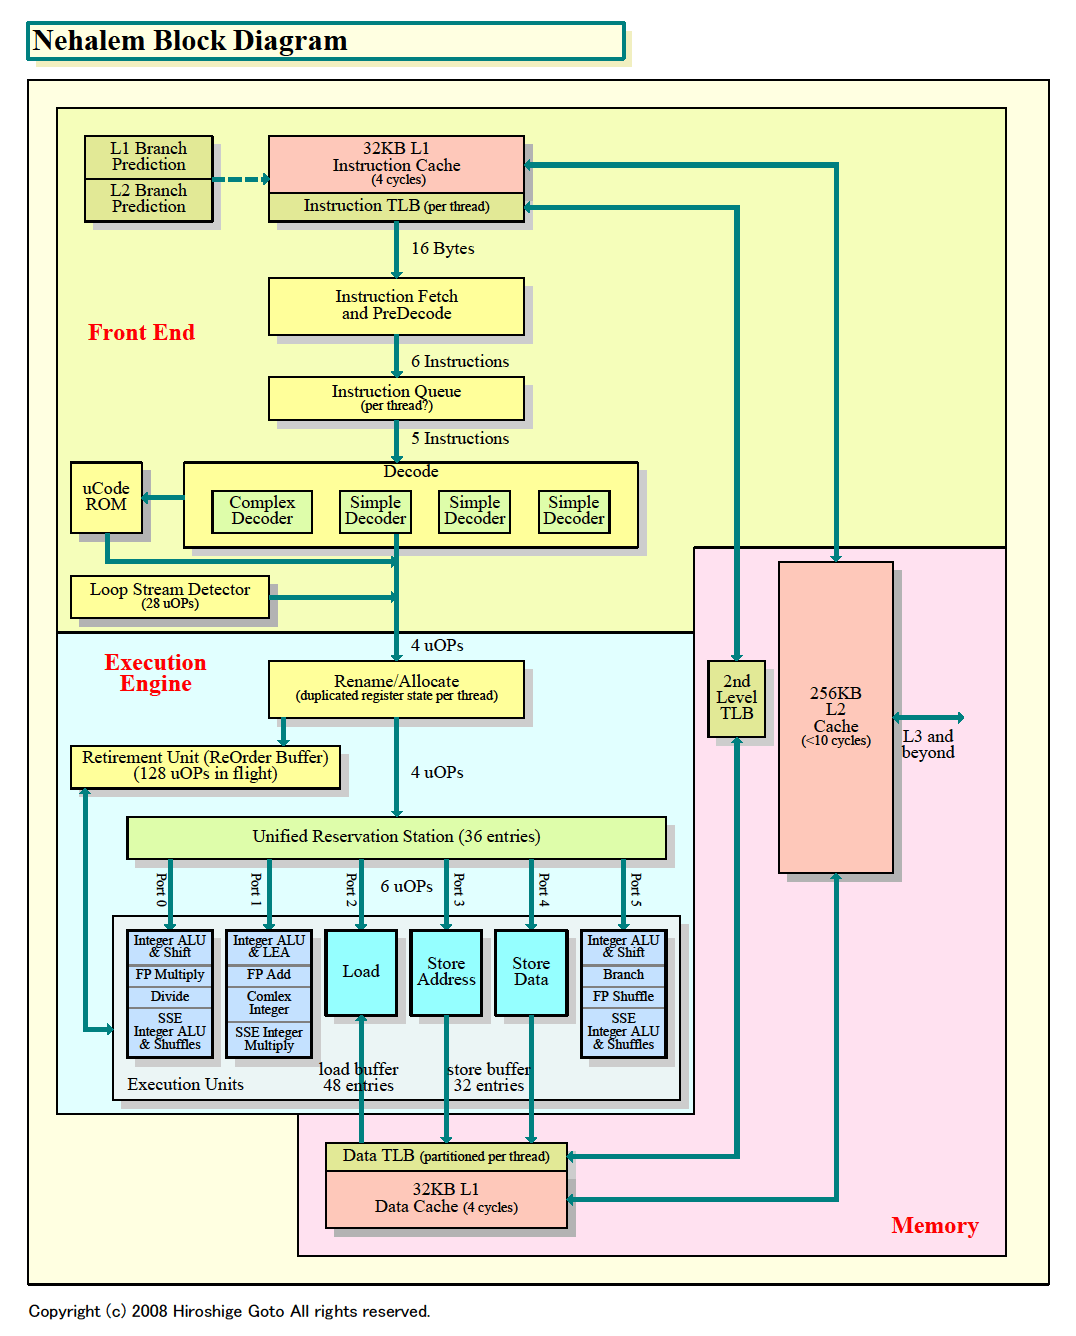 Nehalem Block Diagram
L1 Branch
Prediction
L2 Branch
Prediction
32KB L1
Instruction Cache
(4 cycles)
Instruction TLB (per thread)
16 Bytes
Instruction Fetch
and PreDecode
Front End
6 Instructions
Instruction Queue
(per thread?)
5 Instructions
Decode
uCode
ROM
Complex
Decoder
Simple
Decoder
Simple
Decoder
Simple
Decoder
Loop Stream Detector
(28 uOPs)
4 uOPs
Execution
Engine
Rename/Allocate
(duplicated register state per thread)
2nd
Level
TLB
256KB
L2
Cache
(<10 cycles)
L3 and
beyond
Retirement Unit (ReOrder Buffer)
(128 uOPs in flight)
4 uOPs
Unified Reservation Station (36 entries)
Port 0
Port 1
Port 2
6 uOPs
Port 3
Port 4
Port 5
Integer ALU
& Shift
FP Multiply
Divide
SSE
Integer ALU
& Shuffles
Integer ALU
& LEA
FP Add
Comlex
Integer
SSE Integer
Multiply
Load
Store
Address
Store
Data
Integer ALU
& Shift
Branch
FP Shuffle
SSE
Integer ALU
& Shuffles
load buffer
48 entries
store buffer
32 entries
Execution Units
Data TLB (partitioned per thread)
32KB L1
Data Cache (4 cycles)
Memory
Copyright (c) 2008 Hiroshige Goto All rights reserved.